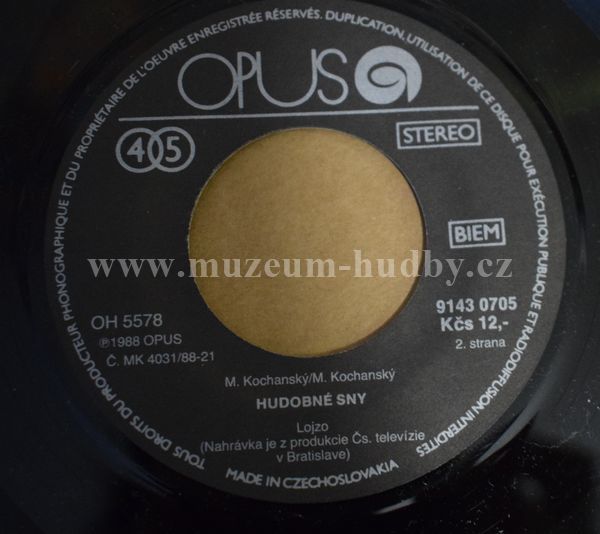 TOUS DROITS DU PRODUCTEUR PHONOGRAPHIQUE ET DU PROPRIÉTAIRE DE L'OEUVRE ENREGISTRÉE RÉSERVÉS. DUPLICATION, UTILISATION DE CE DISQUE POUR EXÉCUTION PUBLIQUE ET RADIODIFFUSION INTERDITES
OPUS
45
STEREO
BIEM
www.muzeum-hudby.cz
OH 5578
℗1988 OPUS
Č. MK 4031/88-21
9143 0705
Kčs 12,-
2. strana
M. Kochanský/M. Kochanský
HUDOBNÉ SNY
Lojzo
(Nahrávka je z produkcie Čs. televízie
v Bratislave)
MADE IN CZECHOSLOVAKIA